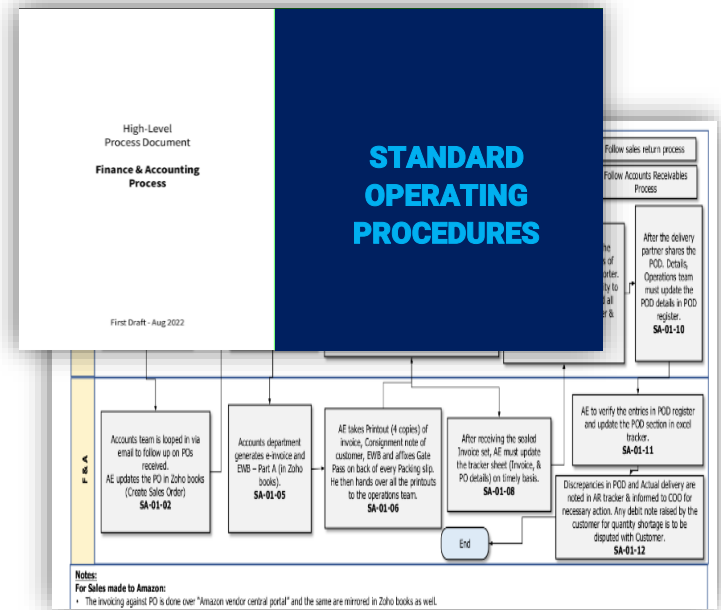 High-Level
Process Document
Finance & Accounting
Process
First Draft - Aug 2022
STANDARD
OPERATING
PROCEDURES
Follow sales return process
Follow Accounts Receivables
Process
After the delivery
partner shares the
POD. Details,
Operations team
must update the
POD details in POD
register.
SA-01-10
F & A
Accounts team is looped in via
email to follow up on POs
received.
AE updates the PO in Zoho books
(Create Sales Order)
SA-01-02
Accounts department
generates e-invoice and
EWB – Part A (in Zoho
books).
SA-01-05
AE takes Printout (4 copies) of
invoice, Consignment note of
customer, EWB and affixes Gate
Pass on back of every Packing slip.
He then hands over all the printouts
to the operations team.
SA-01-06
After receiving the sealed
Invoice set, AE must update
the tracker sheet (Invoice, &
PO details) on timely basis.
SA-01-08
AE to verify the entries in POD register
and update the POD section in excel
tracker.
SA-01-11
Discrepancies in POD and Actual delivery are
noted in AR tracker & informed to COO for
necessary action. Any debit note raised by the
customer for quantity shortage is to be
disputed with Customer.
SA-01-12
End
Notes:
For Sales made to Amazon:
• The invoicing against PO is done over "Amazon vendor central portal" and the same are mirrored in Zoho books as well.